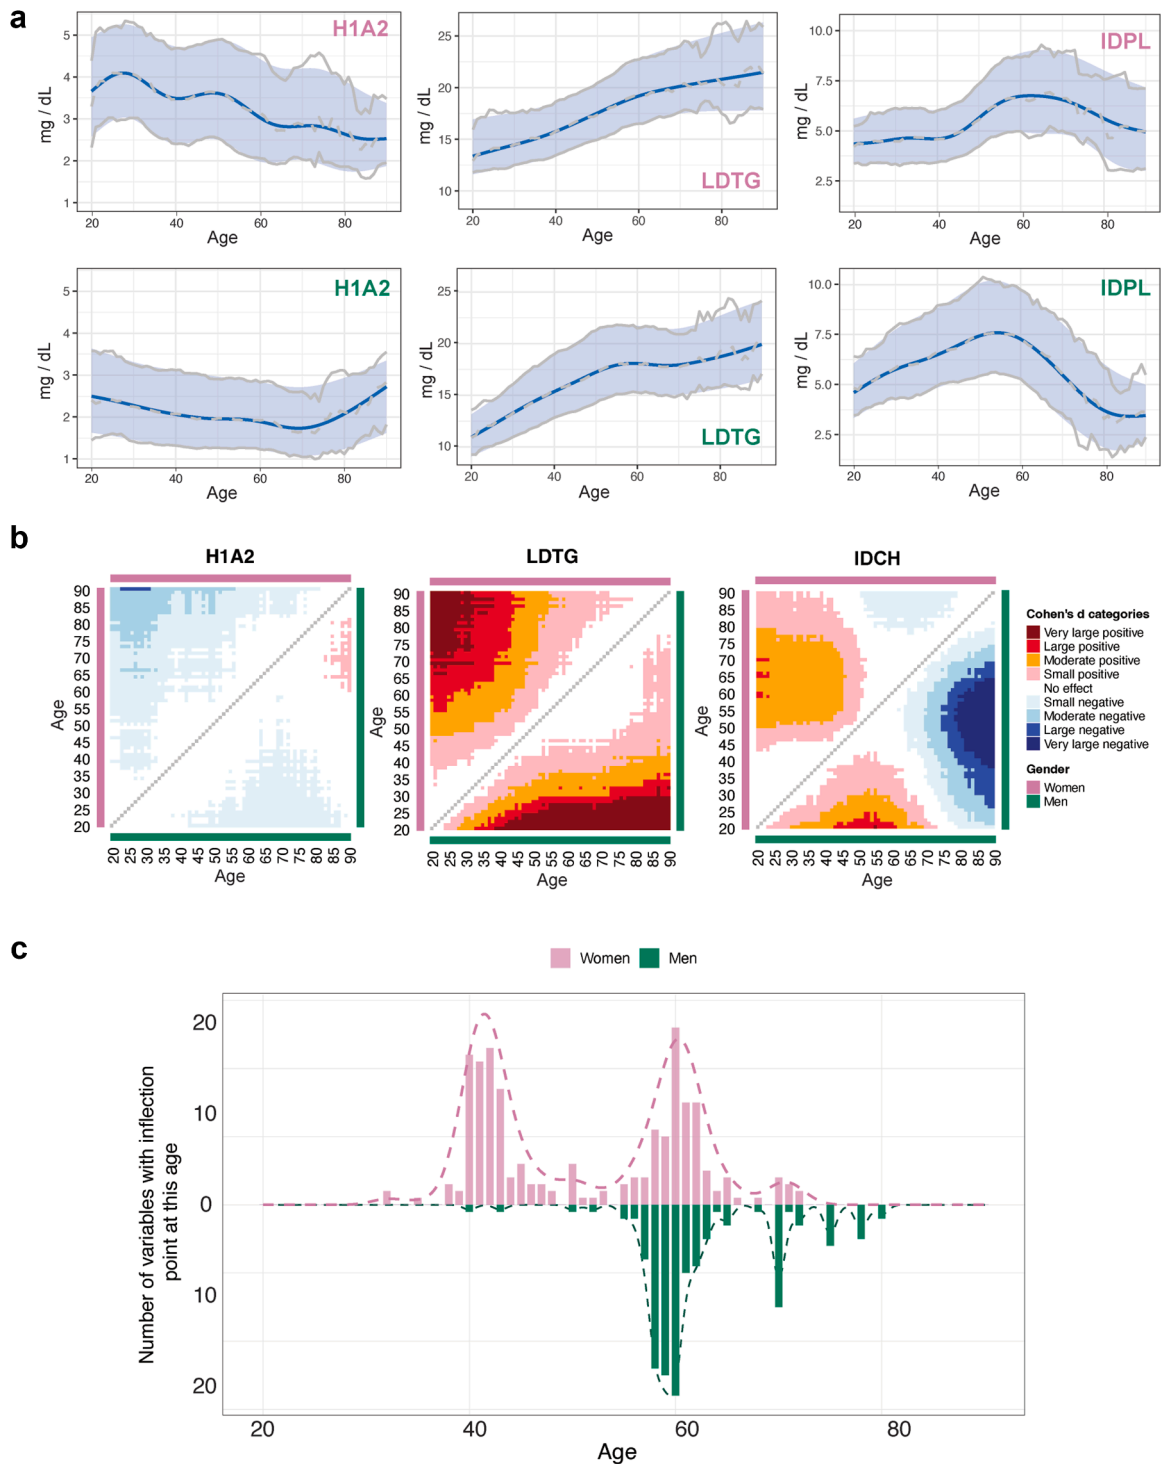 a
H1A2
5
4
3
2
1
mg / dL
20 40 60 80
Age
25
20
15
10
mg / dL
LDTG
20 40 60 80
Age
IDPL
10.0
7.5
5.0
2.5
mg / dL
20 40 60 80
Age
H1A2
5
4
3
2
1
mg / dL
20 40 60 80
Age
25
20
15
10
mg / dL
LDTG
20 40 60 80
Age
IDPL
10.0
7.5
5.0
2.5
mg / dL
20 40 60 80
Age
b
H1A2
90
85
80
75
70
65
60
55
50
45
40
35
30
25
20
Age
20 25 30 35 40 45 50 55 60 65 70 75 80 85 90
Age
LDTG
90
85
80
75
70
65
60
55
50
45
40
35
30
25
20
Age
20 25 30 35 40 45 50 55 60 65 70 75 80 85 90
Age
IDCH
90
85
80
75
70
65
60
55
50
45
40
35
30
25
20
Age
20 25 30 35 40 45 50 55 60 65 70 75 80 85 90
Age
Cohen's d categories
Very large positive
Large positive
Moderate positive
Small positive
No effect
Small negative
Moderate negative
Large negative
Very large negative
Gender
Women
Men
c
Women Men
Number of variables with inflection
point at this age
20
10
0
10
20
20 40 60 80
Age